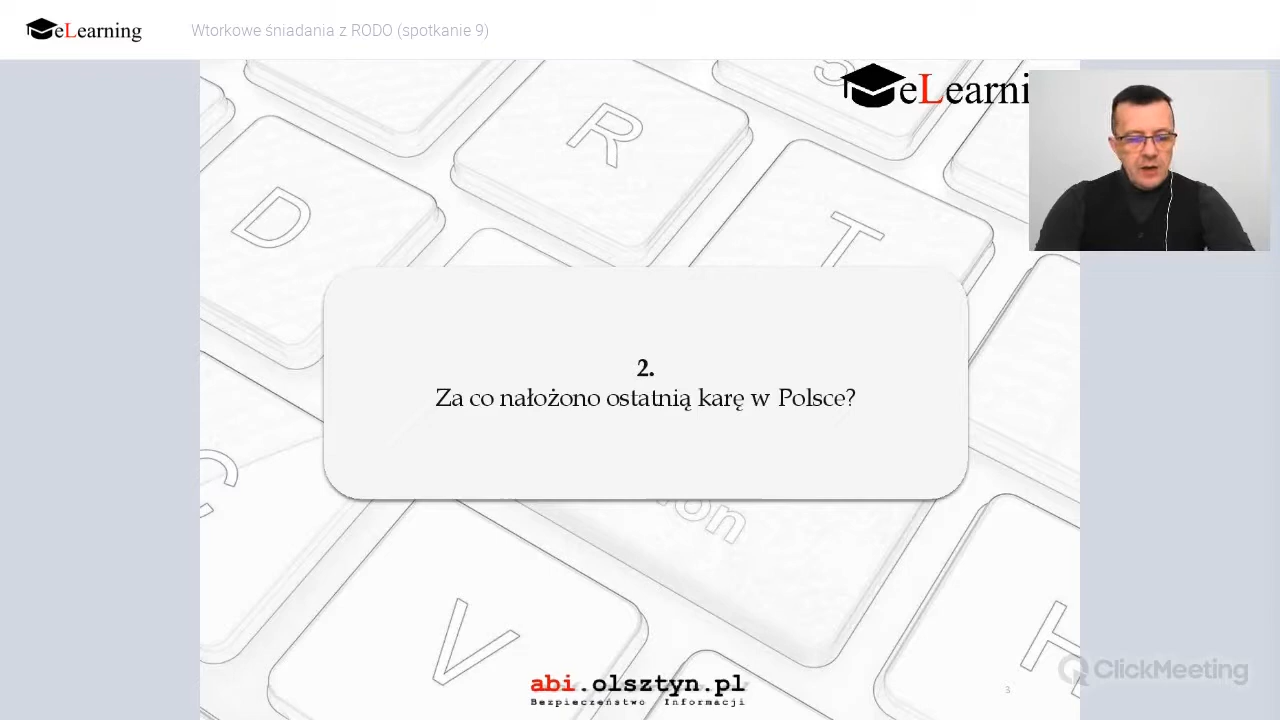 eLearning
Wtorkowe śniadania z RODO (spotkanie 9)
eLearni
S
R
D
T
2.
Za co nałożono ostatnią karę w Polsce?
C
V
H
ClickMeeting
abi.olsztyn.pl
Bezpieczeństwo Informacji
3